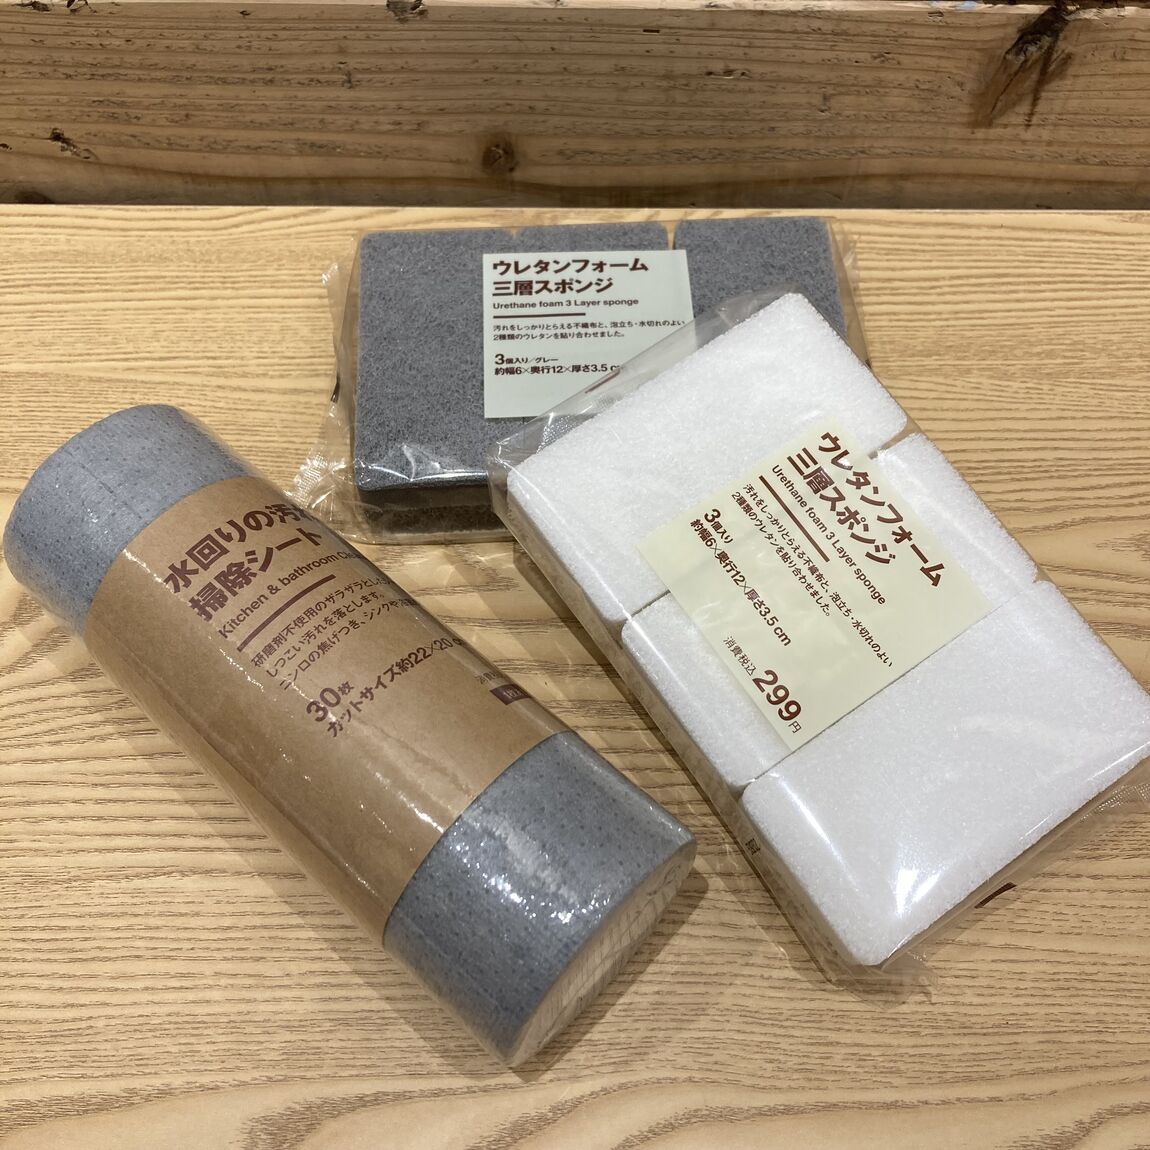 ウレタンフォーム
三層スポンジ
Urethane foam 3 Layer sponge
汚れをしっかりとらえる不織布と、泡立ち・水切れのよい
2種類のウレタンを貼り合わせました。
3個入り／グレー
約幅6×奥行12×厚さ3.5 c
ウレタンフォーム
三層スポンジ
Urethane foam 3 Layer sponge
汚れをしっかりとらえる不織布と、泡立ち・水切れのよい
2種類のウレタンを貼り合わせました。
3個入り
約幅6×奥行12×厚さ3.5 cm
消費税込 299円
水回りの汚
掃除シート
Kitchen & bathroom
研磨剤不使用のザラザラとした
しつこい汚れを落とします。
コンロの焦げつき、シンクや
30枚
カットサイズ約22×20